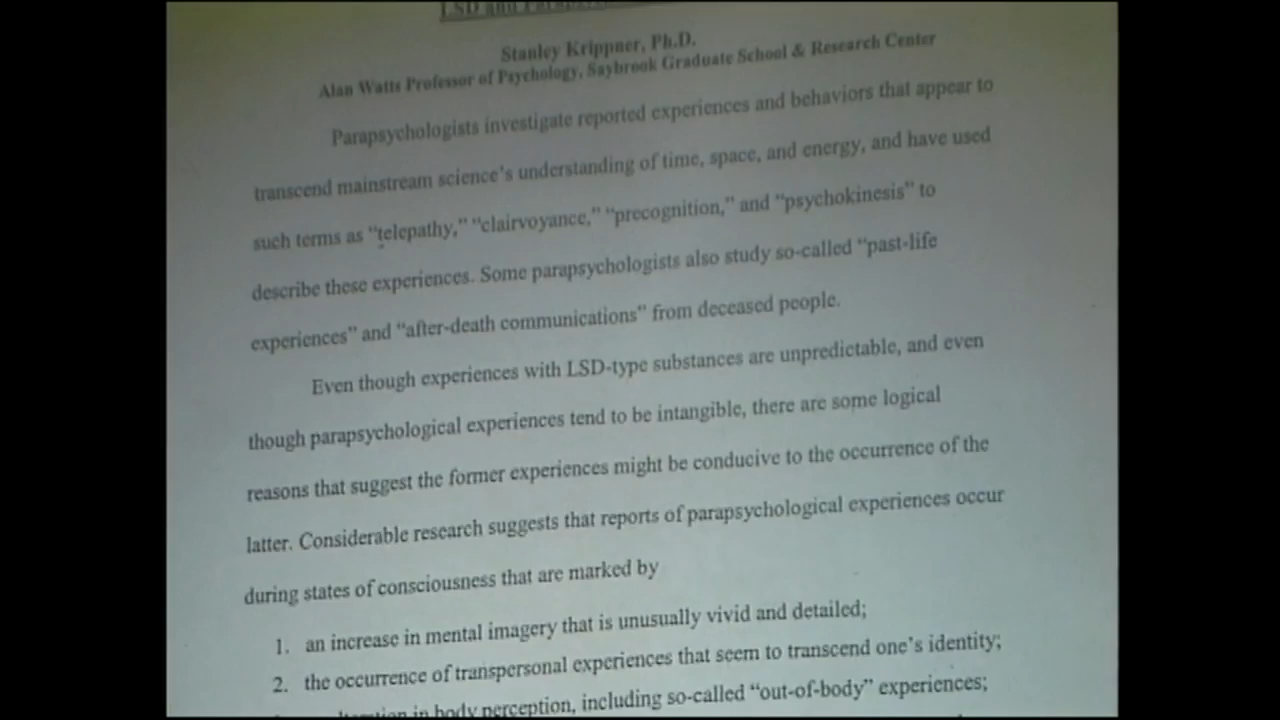 LSD and
Stanley Krippner, Ph.D.
Alan Watts Professor of Psychology, Saybrook Graduate School & Research Center
Parapsychologists investigate reported experiences and behaviors that appear to
transcend mainstream science's understanding of time, space, and energy, and have used
such terms as “telepathy,” “clairvoyance,” “precognition,” and “psychokinesis” to
describe these experiences. Some parapsychologists also study so-called “past-life
experiences” and “after-death communications” from deceased people.
Even though experiences with LSD-type substances are unpredictable, and even
though parapsychological experiences tend to be intangible, there are some logical
reasons that suggest the former experiences might be conducive to the occurrence of the
latter. Considerable research suggests that reports of parapsychological experiences occur
during states of consciousness that are marked by
1. an increase in mental imagery that is unusually vivid and detailed;
2. the occurrence of transpersonal experiences that seem to transcend one's identity;
in body perception, including so-called “out-of-body” experiences;